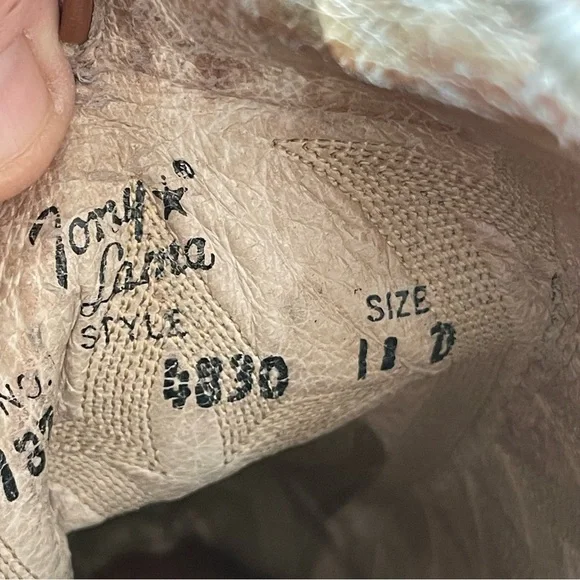 Tony
Lama ®
STYLE
4830
SIZE
11 D
NO.